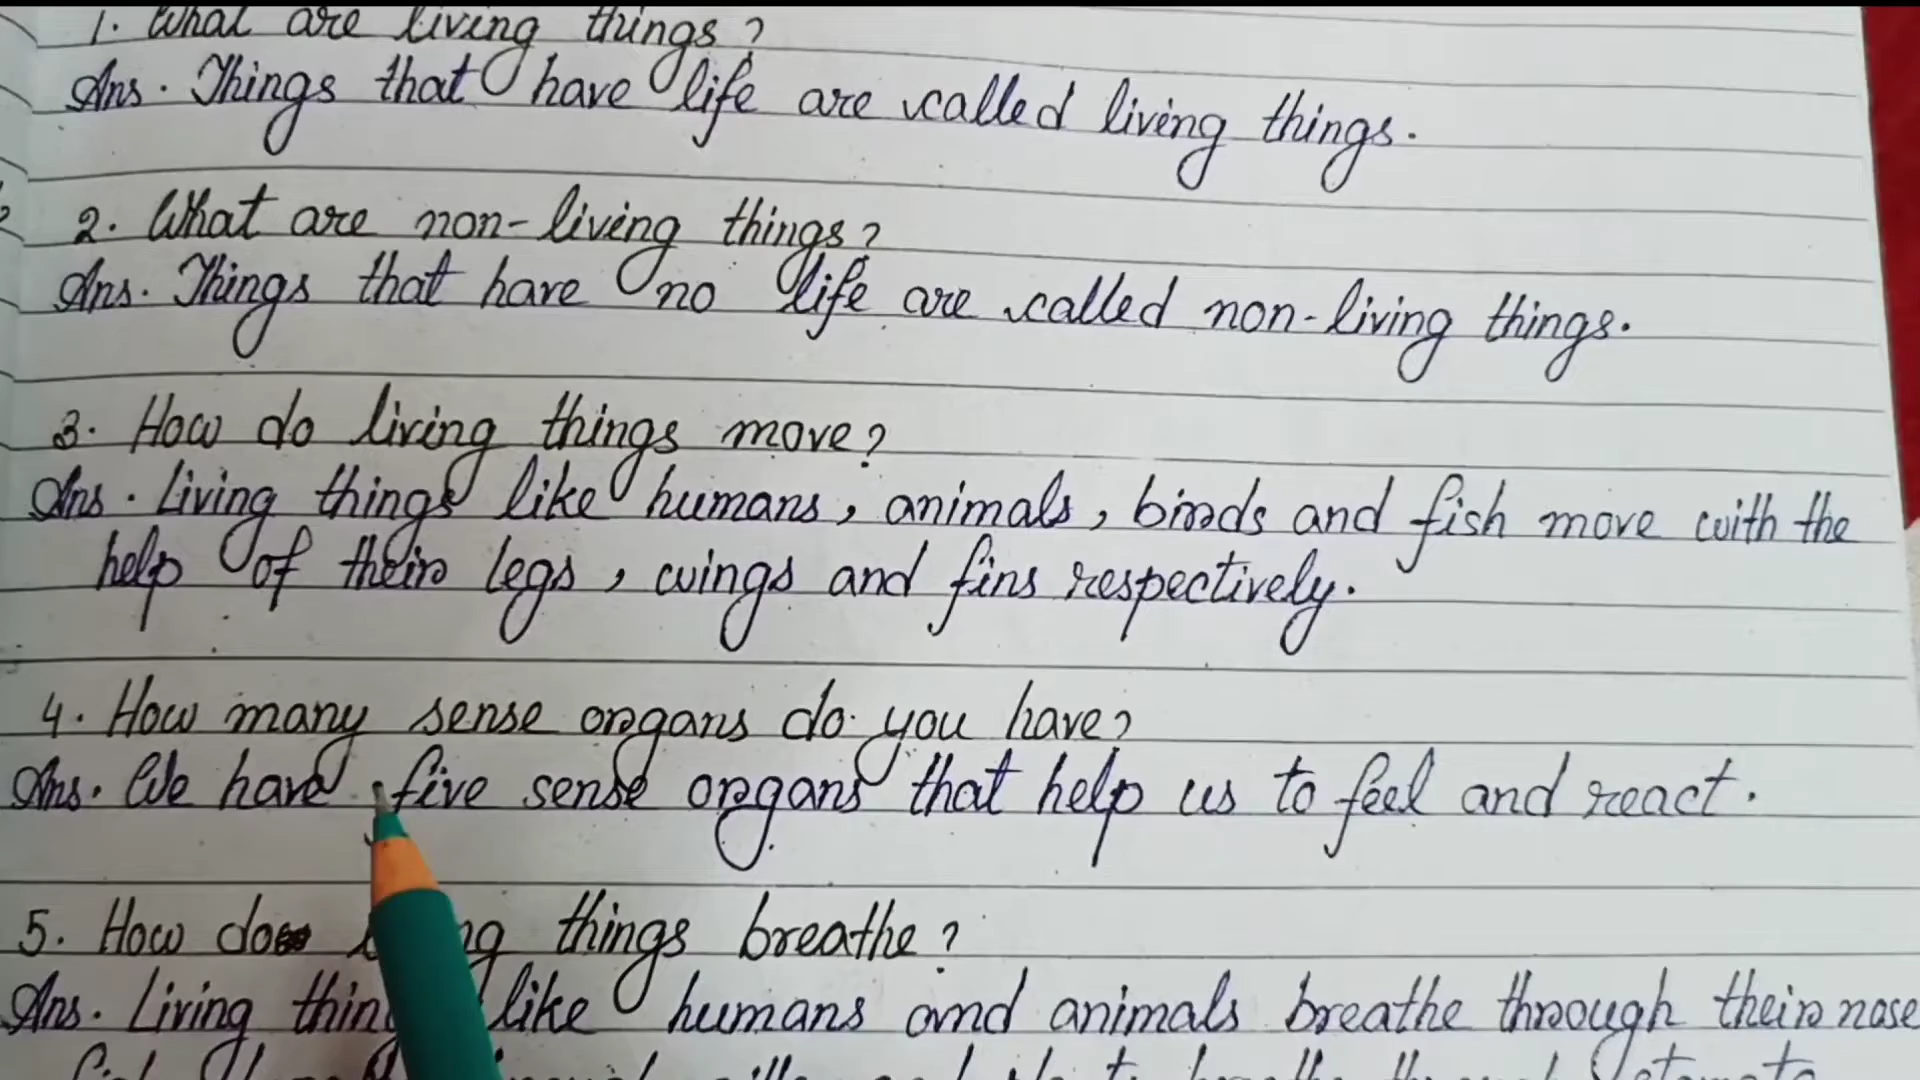 1. What are living things?
Ans. Things that have life are called living things.
2. What are non-living things?
Ans. Things that have no life are called non-living things.
3. How do living things move?
Ans. Living things like humans, animals, birds and fish move with the
help of their legs, wings and fins respectively.
4. How many sense organs do you have?
Ans. We have five sense organs that help us to feel and react.
5. How do things breathe?
Ans. Living like humans and animals breathe through their nose